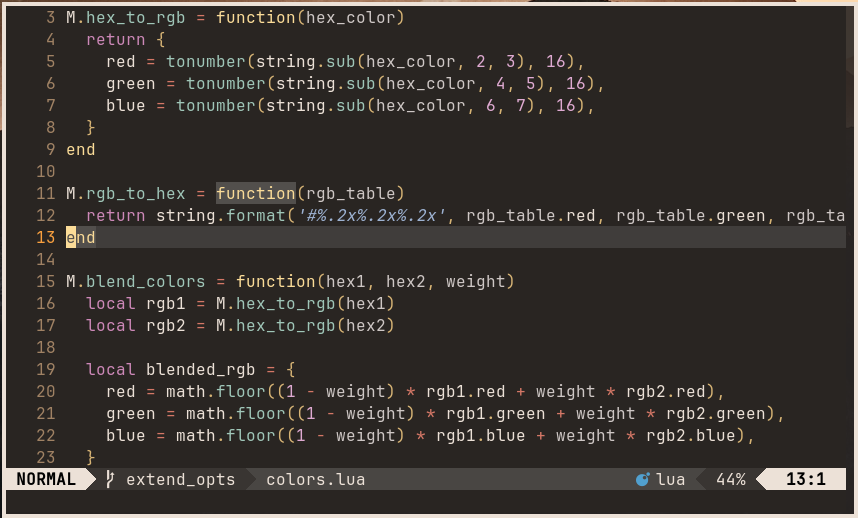 3 M.hex_to_rgb = function(hex_color)
4   return {
5     red = tonumber(string.sub(hex_color, 2, 3), 16),
6     green = tonumber(string.sub(hex_color, 4, 5), 16),
7     blue = tonumber(string.sub(hex_color, 6, 7), 16),
8   }
9 end
10
11 M.rgb_to_hex = function(rgb_table)
12   return string.format('#%.2x%.2x%.2x', rgb_table.red, rgb_table.green, rgb_ta
13 end
14
15 M.blend_colors = function(hex1, hex2, weight)
16   local rgb1 = M.hex_to_rgb(hex1)
17   local rgb2 = M.hex_to_rgb(hex2)
18
19   local blended_rgb = {
20     red = math.floor((1 - weight) * rgb1.red + weight * rgb2.red),
21     green = math.floor((1 - weight) * rgb1.green + weight * rgb2.green),
22     blue = math.floor((1 - weight) * rgb1.blue + weight * rgb2.blue),
23   }
NORMAL extend_opts colors.lua lua 44% 13:1